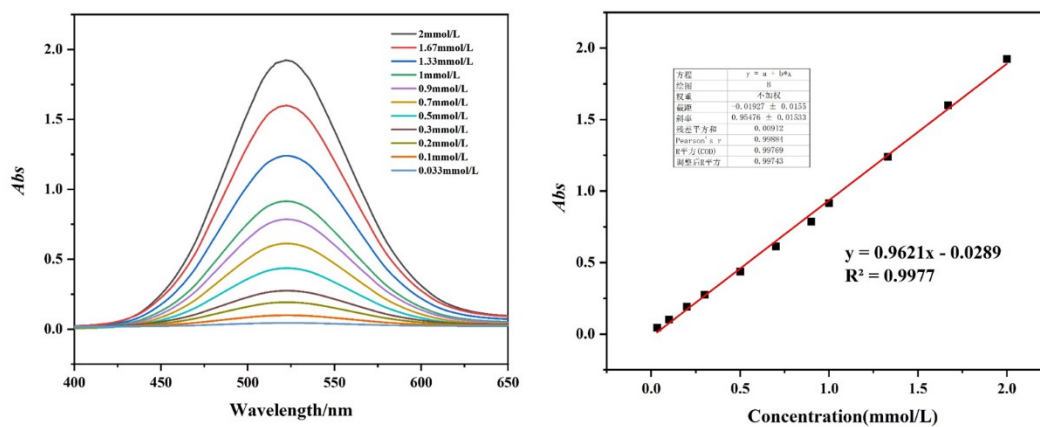 Abs
2.0
1.5
1.0
0.5
0.0
400
450
500
550
600
650
Wavelength/nm
2mmol/L
1.67mmol/L
1.33mmol/L
1mmol/L
0.9mmol/L
0.7mmol/L
0.5mmol/L
0.3mmol/L
0.2mmol/L
0.1mmol/L
0.033mmol/L
Abs
2.0
1.5
1.0
0.5
0.0
0.0
0.5
1.0
1.5
2.0
Concentration(mmol/L)
方程 y = a + b*x
绘图 B
权重 不加权
截距 -0.01927 ± 0.0155
斜率 0.95476 ± 0.01533
残差平方和 0.00912
Pearson's r 0.99884
R平方(COD) 0.99769
调整后R平方 0.99743
y = 0.9621x - 0.0289
R² = 0.9977